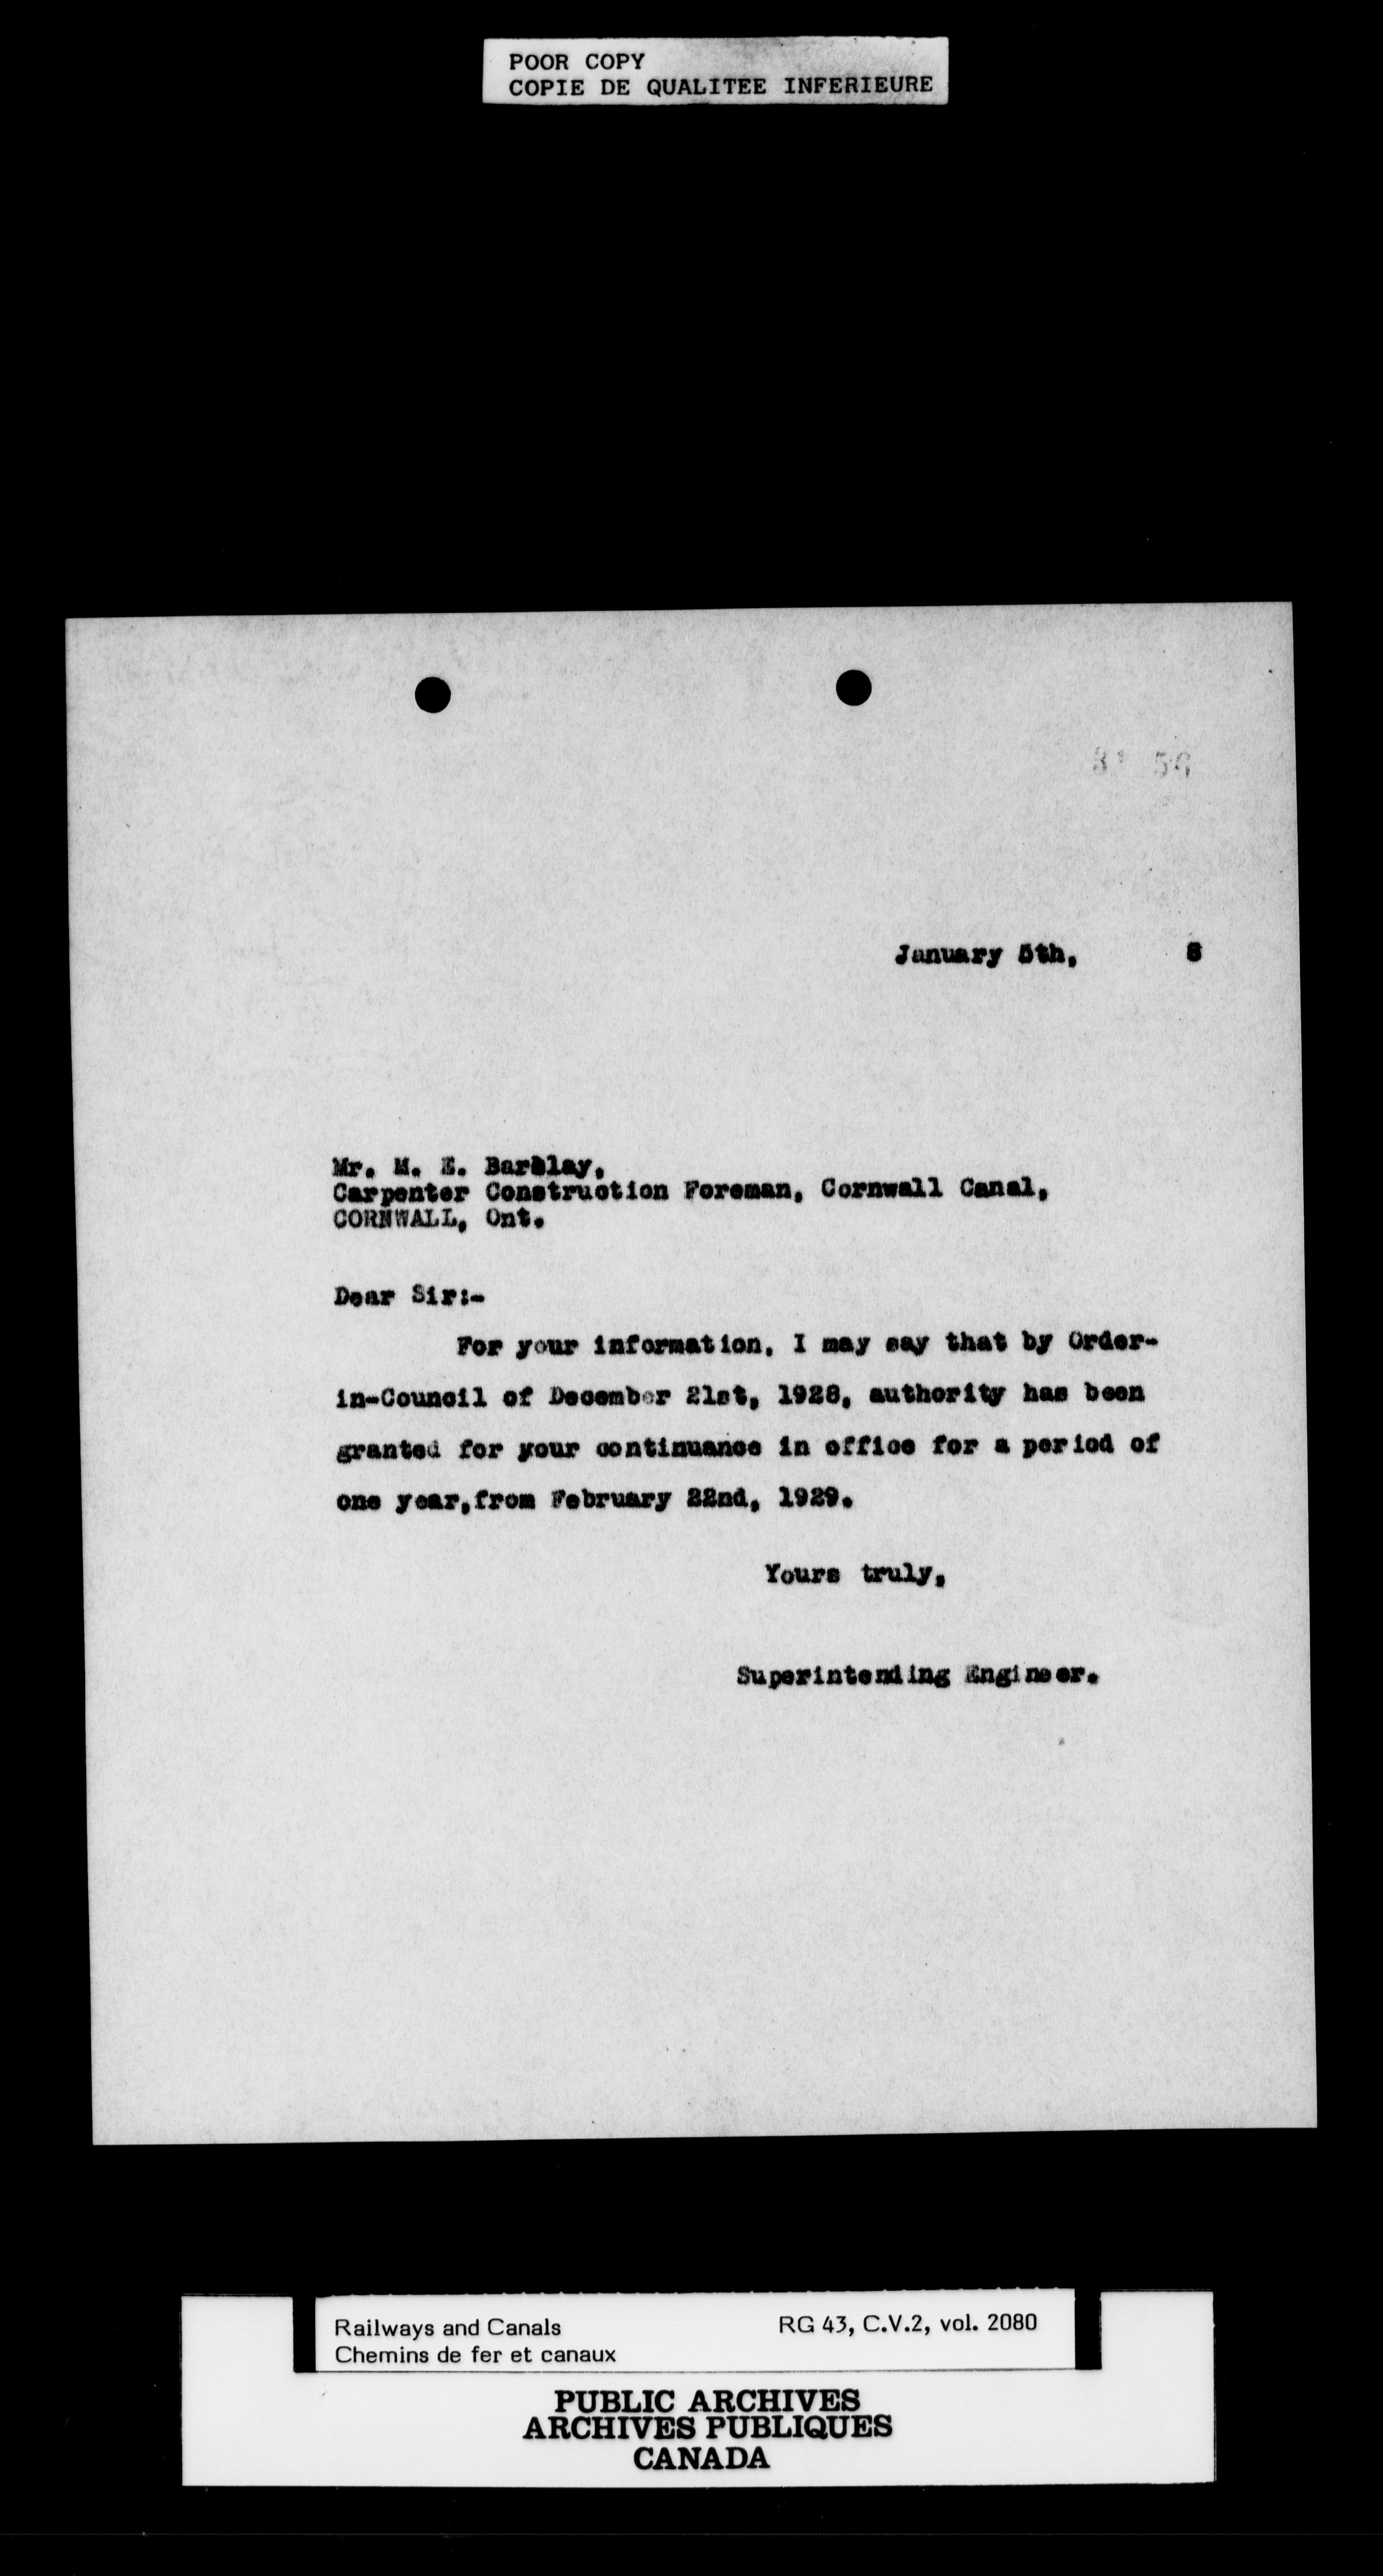 POOR COPY
COPIE DE QUALITEE INFERIEURE
January 5th, 8
Mr. M. E. Barclay,
Carpenter Construction Foreman, Cornwall Canal,
CORNWALL, Ont.
Dear Sir:-
For your information, I may say that by Order-
in-Council of December 21st, 1928, authority has been
granted for your continuance in office for a period of
one year, from February 22nd, 1929.
Yours truly,
Superintending Engineer.
Railways and Canals RG 43, C.V.2, vol. 2080
Chemins de fer et canaux
PUBLIC ARCHIVES
ARCHIVES PUBLIQUES
CANADA